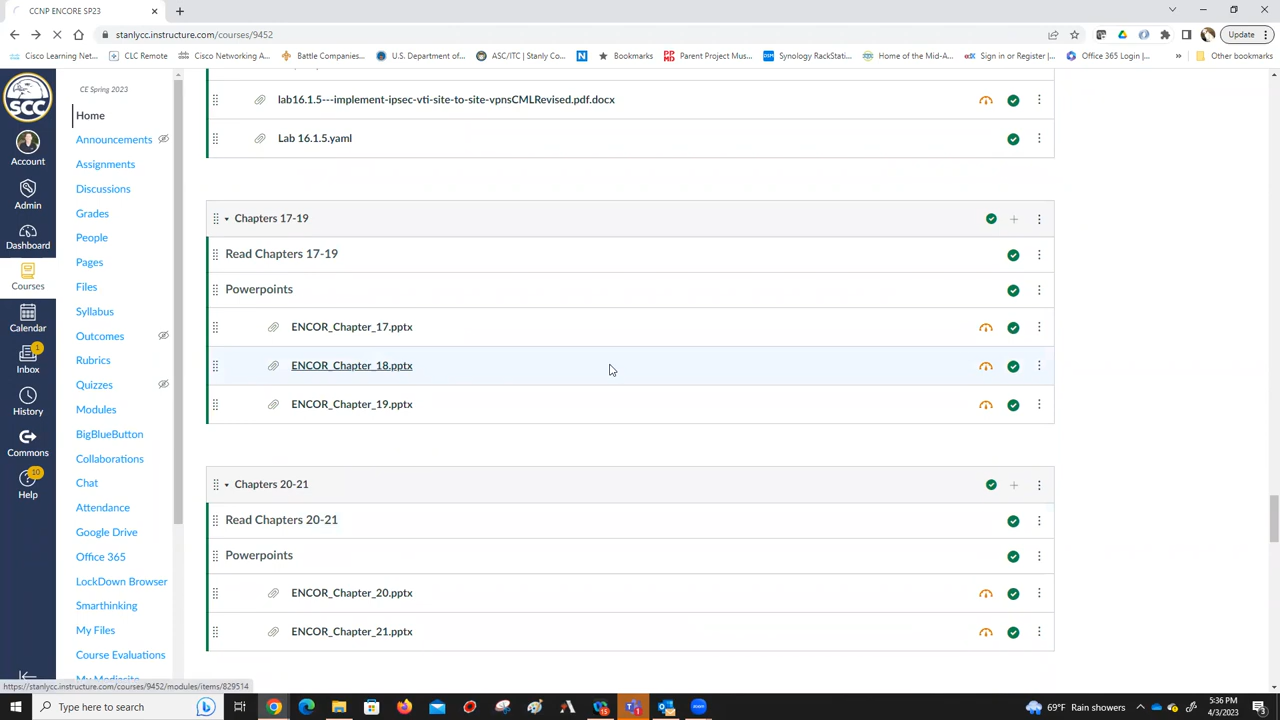 CCNP ENCORE SP23
stanlycc.instructure.com/courses/9452
Update
Cisco Learning Net...
CLC Remote
Cisco Networking A...
Battle Companies...
U.S. Department of...
ASC/ITC | Stanly Co...
Bookmarks
Parent Project Mus...
Synology RackStati...
Home of the Mid-A...
Sign in or Register |...
Office 365 Login |...
Other bookmarks
SCC
Account
Admin
Dashboard
Courses
Calendar
1
Inbox
History
Commons
10
Help
CE Spring 2023
Home
Announcements
Assignments
Discussions
Grades
People
Pages
Files
Syllabus
Outcomes
Rubrics
Quizzes
Modules
BigBlueButton
Collaborations
Chat
Attendance
Google Drive
Office 365
LockDown Browser
Smarthinking
My Files
Course Evaluations
My Mediasite
lab16.1.5---implement-ipsec-vti-site-to-site-vpnsCMLRevised.pdf.docx
Lab 16.1.5.yaml
Chapters 17-19
Read Chapters 17-19
Powerpoints
ENCOR_Chapter_17.pptx
ENCOR_Chapter_18.pptx
ENCOR_Chapter_19.pptx
Chapters 20-21
Read Chapters 20-21
Powerpoints
ENCOR_Chapter_20.pptx
ENCOR_Chapter_21.pptx
https://stanlycc.instructure.com/courses/9452/modules/items/829514
Type here to search
69°F Rain showers
5:36 PM
4/3/2023